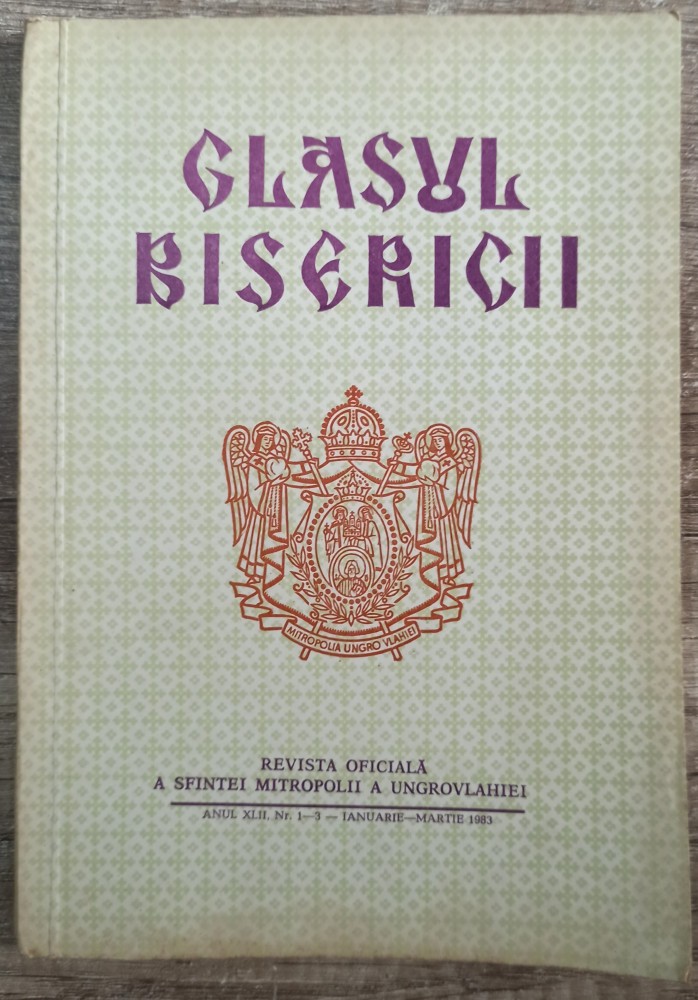 GLASUL
BISERICII
MITROPOLIA UNGRO VLAHIEI
REVISTA OFICIALĂ
A SFINTEI MITROPOLII A UNGROVLAHIEI
ANUL XLII, Nr. 1—3 — IANUARIE—MARTIE 1983